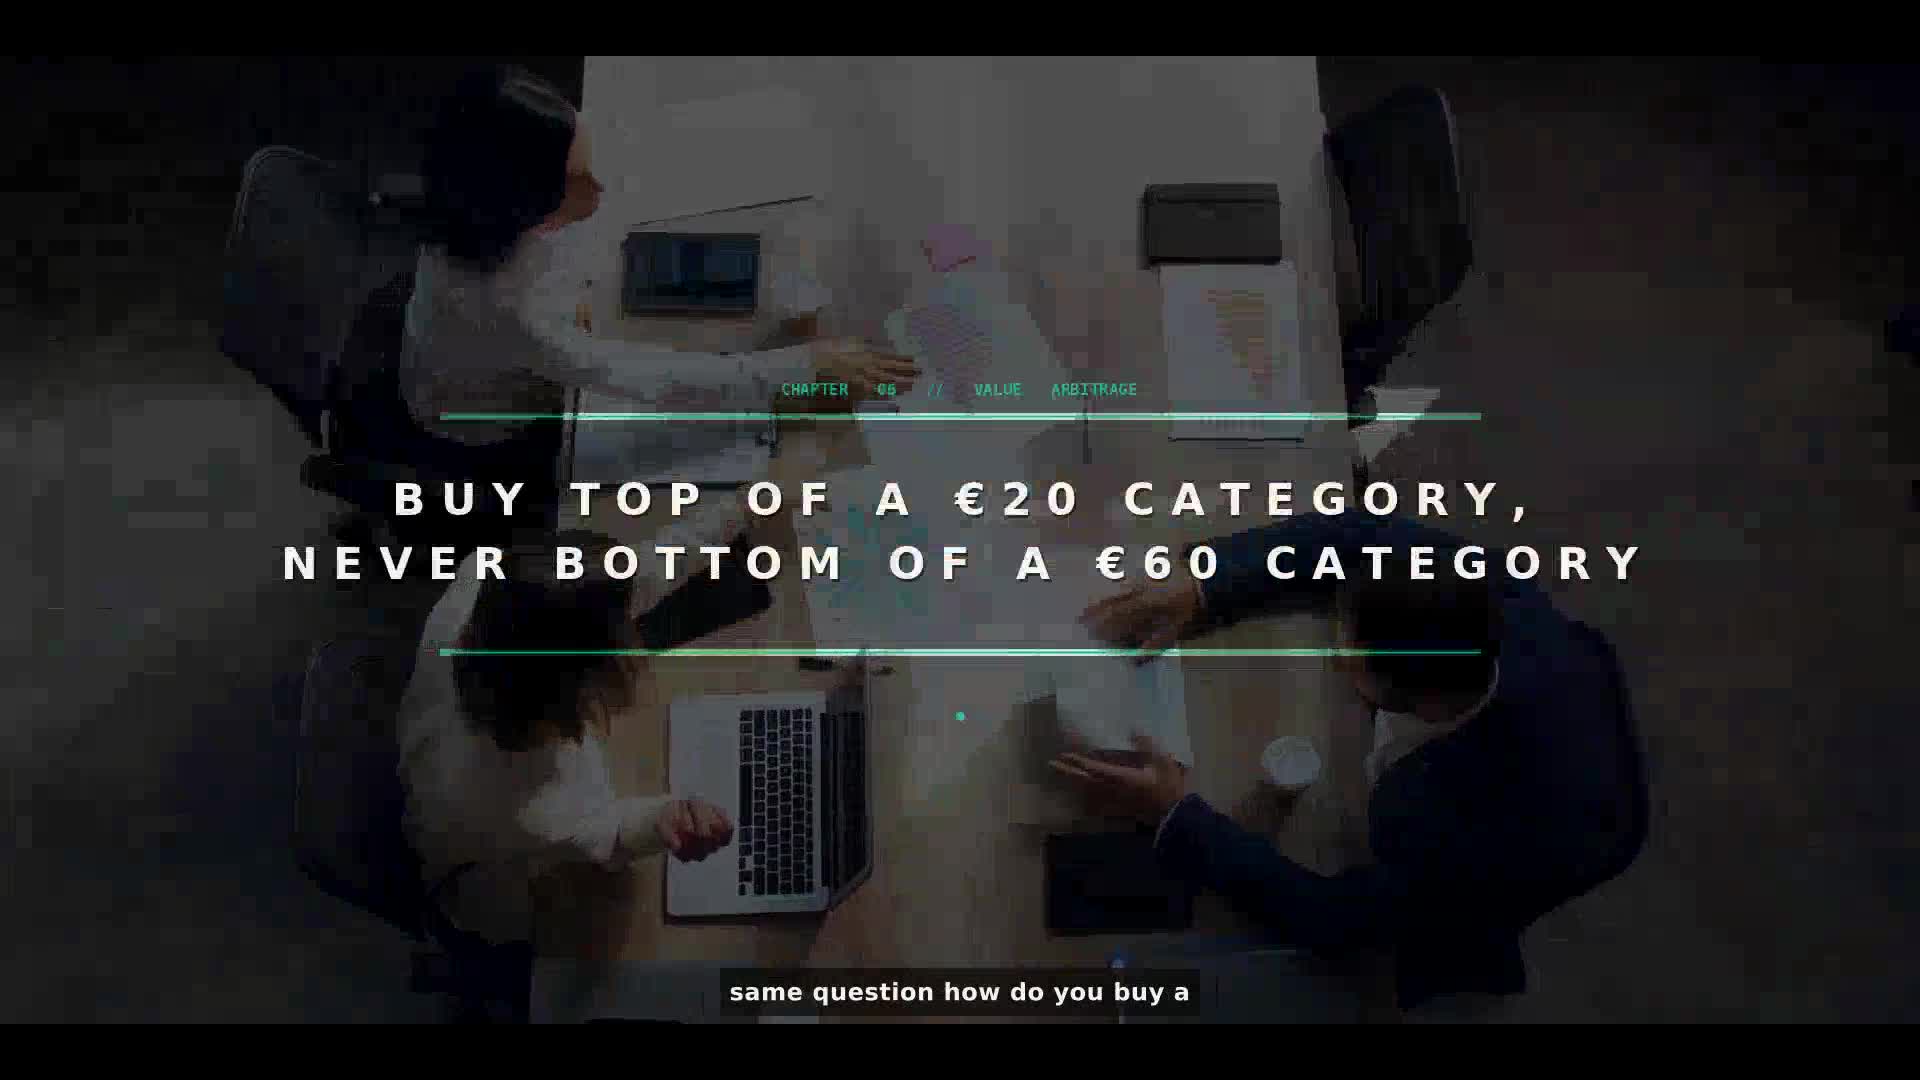 CHAPTER 06 // VALUE ARBITRAGE
BUY TOP OF A €20 CATEGORY,
NEVER BOTTOM OF A €60 CATEGORY
same question how do you buy a